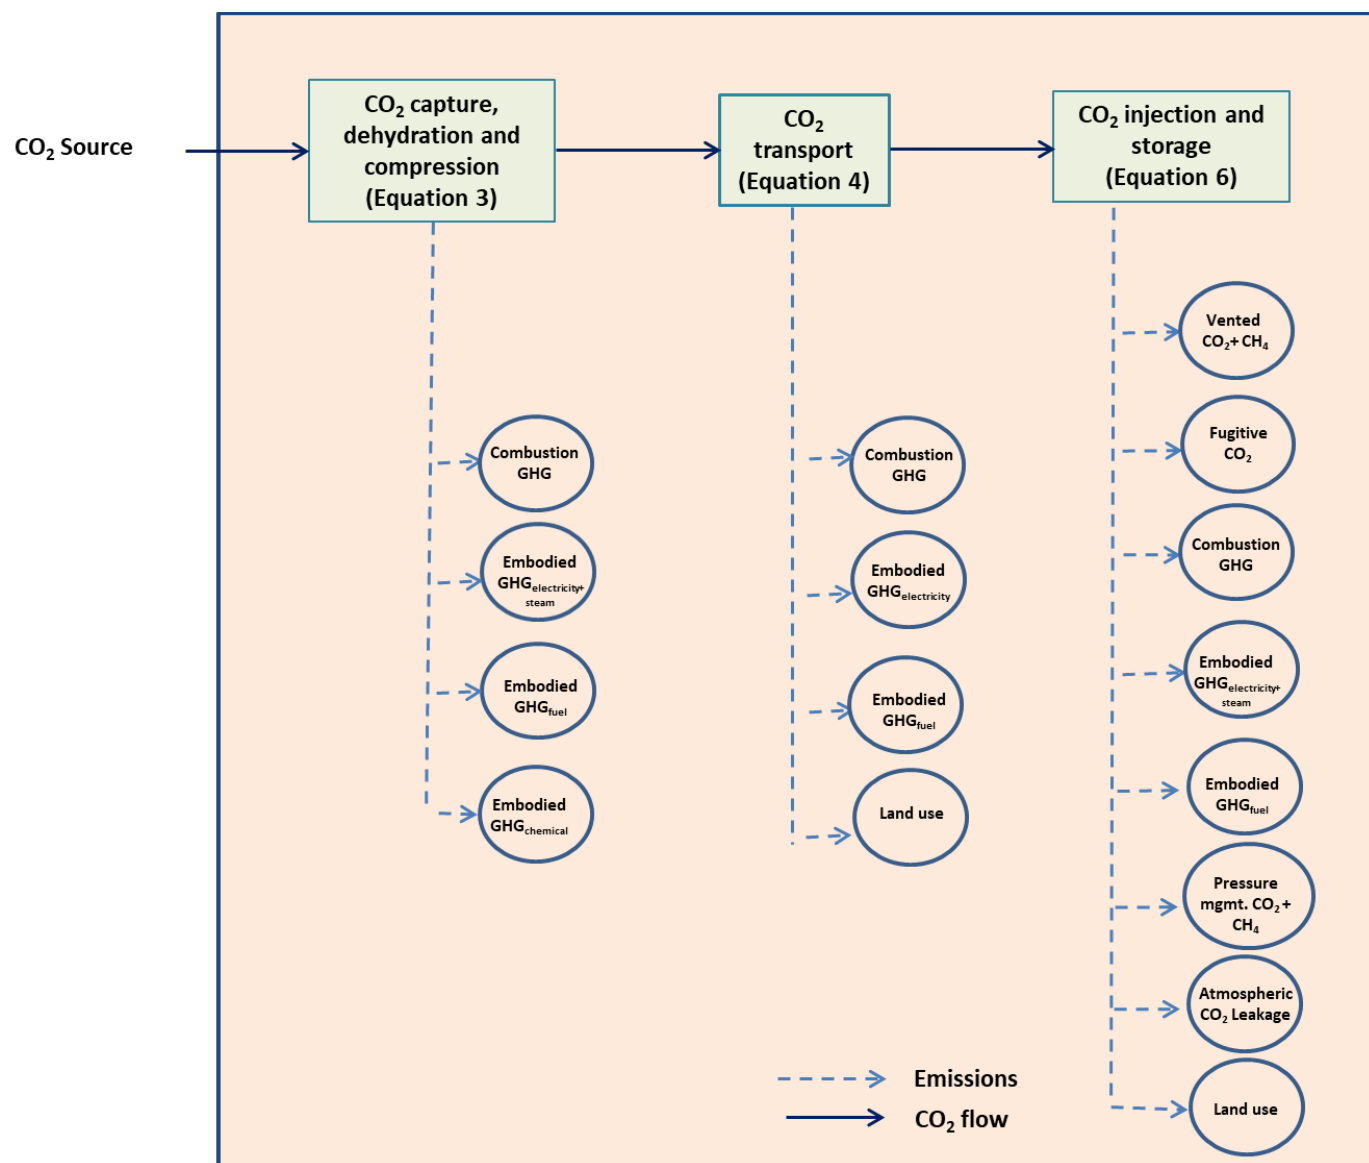 CO₂ Source
CO₂ capture,
dehydration and
compression
(Equation 3)
CO₂
transport
(Equation 4)
CO₂ injection and
storage
(Equation 6)
Combustion
GHG
Embodied
GHGelectricity+
steam
Embodied
GHGfuel
Embodied
GHGchemical
Combustion
GHG
Embodied
GHGelectricity
Embodied
GHGfuel
Land use
Vented
CO₂+ CH₄
Fugitive
CO₂
Combustion
GHG
Embodied
GHGelectricity+
steam
Embodied
GHGfuel
Pressure
mgmt. CO₂ +
CH₄
Atmospheric
CO₂ Leakage
Land use
Emissions
CO₂ flow